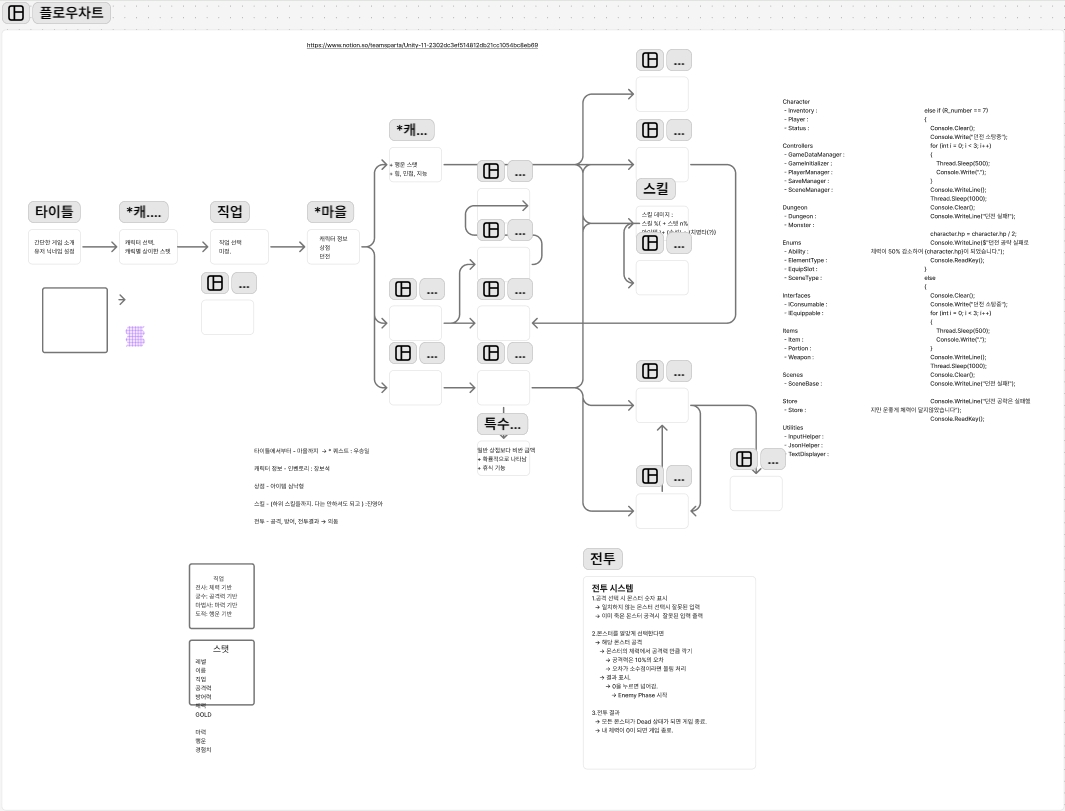 플로우차트
https://www.notion.so/teamsparta/Unity-11-2302dc3ef514812db21cc1054bc8eb69
...
...
*캐...
+ 행운 스탯
+ 힘, 민첩, 지능
...
스킬
스킬 데미지 :
스킬 %( + 스탯 n%
타이틀
간단한 게임 소개
유저 닉네임 설정
*캐....
캐릭터 선택,
캐릭별 상이한 스탯
직업
직업 선택
미정,
*마을
캐릭터 정보
상점
던전
...
...
...
...
...
...
...
...
특수...
일반 상점보다 비싼 금액
+ 확률적으로 나타남
+ 휴식 기능
...
...
...
Character
- Inventory :
- Player :
- Status :
Controllers
- GameDataManager :
- GameInitializer :
- PlayerManager :
- SaveManager :
- SceneManager :
Dungeon
- Dungeon :
- Monster :
Enums
- Ability :
- ElementType :
- EquipSlot :
- SceneType :
Interfaces
- IConsumable :
- IEquippable :
Items
- Item :
- Portion :
- Weapon :
Scenes
- SceneBase :
Store
- Store :
Utilities
- InputHelper :
- JsonHelper :
- TextDisplayer :
else if (R_number == 7)
{
Console.Clear();
Console.Write("던전 소탕중");
for (int i = 0; i < 3; i++)
{
Thread.Sleep(500);
Console.Write(".");
}
Console.WriteLine();
Thread.Sleep(1000);
Console.Clear();
Console.WriteLine("던전 실패!");
character.hp = character.hp / 2;
Console.WriteLine($"던전 공략 실패로
체력이 50% 감소하여 {character.hp}이 되었습니다.");
Console.ReadKey();
}
else
{
Console.Clear();
Console.Write("던전 소탕중");
for (int i = 0; i < 3; i++)
{
Thread.Sleep(500);
Console.Write(".");
}
Console.WriteLine();
Thread.Sleep(1000);
Console.Clear();
Console.WriteLine("던전 실패!");
Console.WriteLine("던전 공략은 실패했
지만 운좋게 체력이 닳지않았습니다");
Console.ReadKey();
타이틀에서부터 - 마을까지 → * 퀘스트 : 우승일
캐릭터 정보 - 인벤토리 : 장보석
상점 - 아이템 심낙형
스킬 - (하위 스킬들까지, 다는 안하셔도 되고 ) :진영아
전투 - 공격, 방어, 전투결과 →
직업
전사: 체력 기반
궁수: 공격력 기반
마법사: 마력 기반
도적: 행운 기반
스탯
레벨
이름
직업
공격력
방어력
체력
GOLD
마력
행운
경험치
전투
전투 시스템
1.공격 선택 시 몬스터 숫자 표시
→ 일치하지 않는 몬스터 선택시 잘못된 입력
→ 이미 죽은 몬스터 공격시 잘못된 입력 출력
2.몬스터를 알맞게 선택했다면
→ 해당 몬스터 공격
→ 몬스터의 체력에서 공격력 만큼 깍기
→ 공격력은 10%의 오차
→ 오차가 소수점이라면 올림 처리
→ 결과 표시,
→ 0을 누르면 넘어감.
→ Enemy Phase 시작
3.전투 결과
→ 모든 몬스터가 Dead 상태가 되면 게임 종료.
→ 내 체력이 0이 되면 게임 종료.